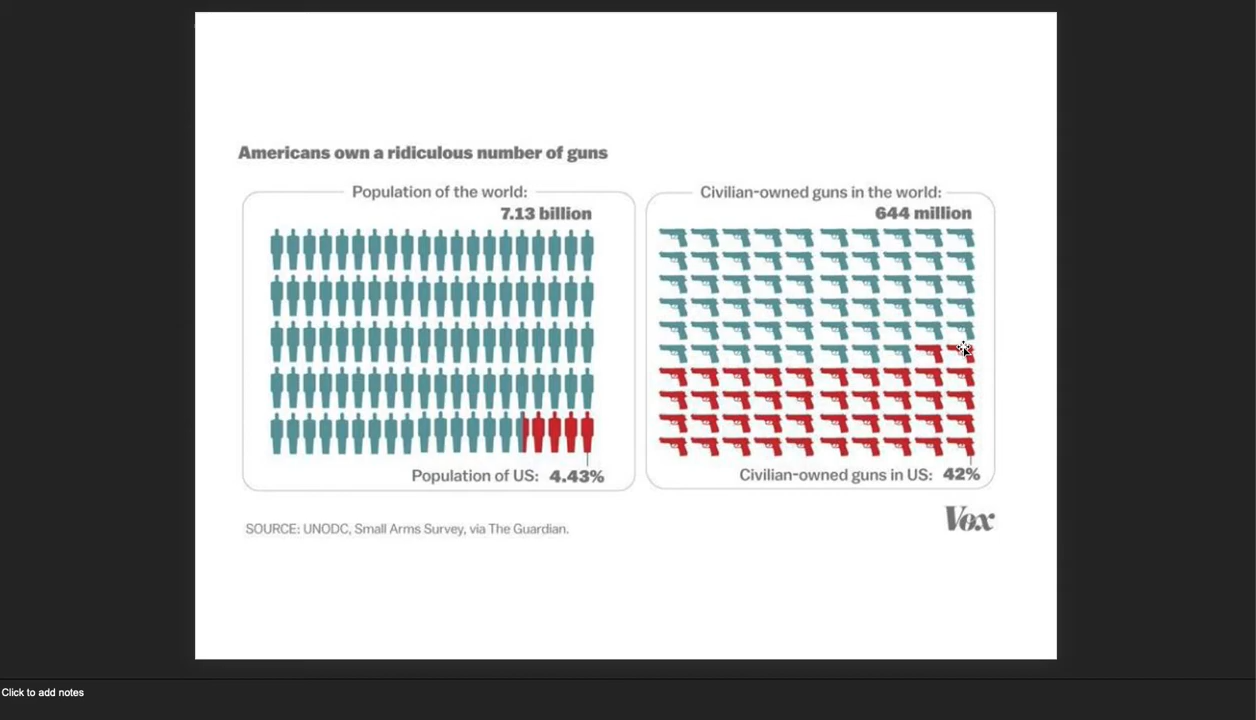 Americans own a ridiculous number of guns
Population of the world:
7.13 billion
Population of US: 4.43%
Civilian-owned guns in the world:
644 million
Civilian-owned guns in US: 42%
SOURCE: UNODC, Small Arms Survey, via The Guardian.
Vox
Click to add notes